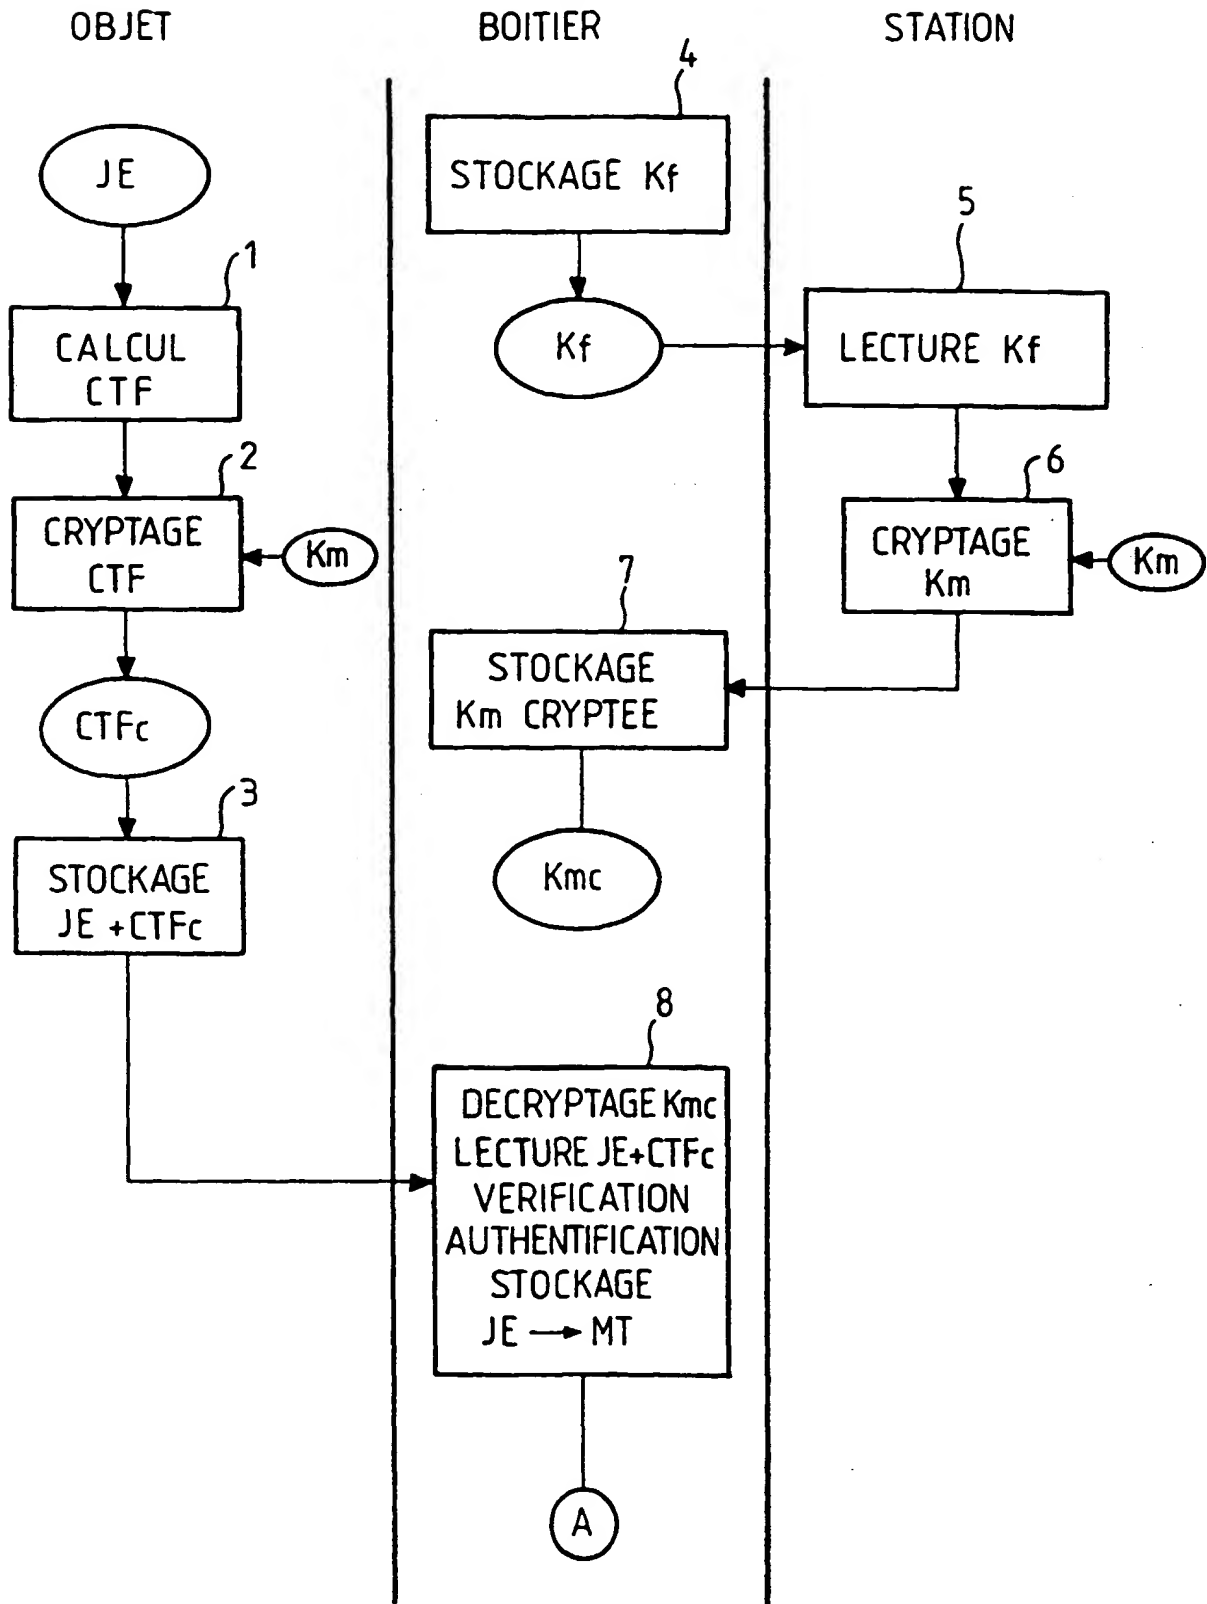 OBJET
BOITIER
STATION
JE
1
CALCUL
CTF
2
CRYPTAGE
CTF
Km
CTFc
3
STOCKAGE
JE +CTFc
4
STOCKAGE Kf
Kf
5
LECTURE Kf
6
CRYPTAGE
Km
Km
7
STOCKAGE
Km CRYPTEE
Kmc
8
DECRYPTAGE Kmc
LECTURE JE+CTFc
VERIFICATION
AUTHENTIFICATION
STOCKAGE
JE → MT
A